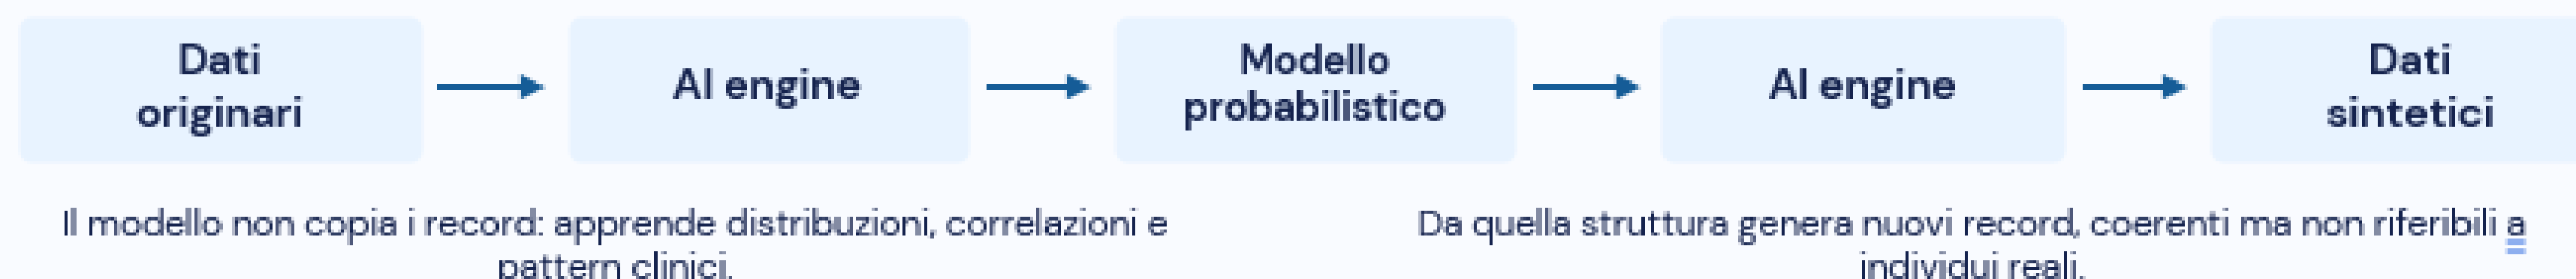 Dati
originari
AI engine
Modello
probabilistico
AI engine
Dati
sintetici
Il modello non copia i record: apprende distribuzioni, correlazioni e
pattern clinici.
Da quella struttura genera nuovi record, coerenti ma non riferibili a
individui reali.